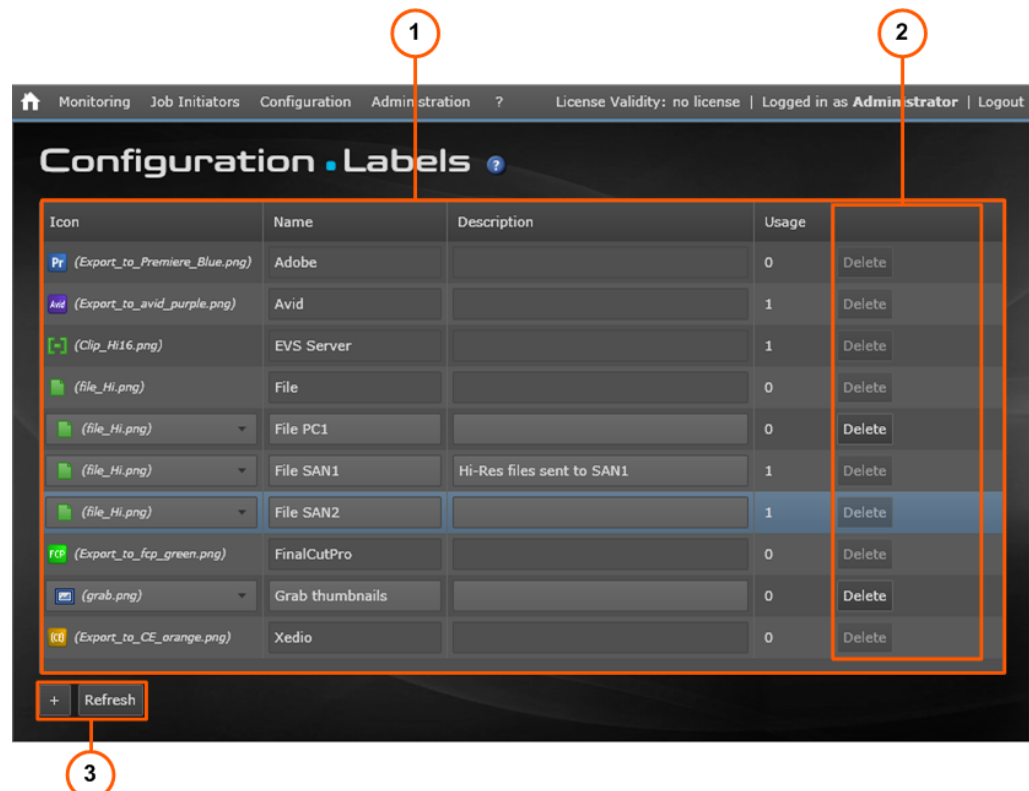 1 2
Monitoring Job Initiators Configuration Administration ? License Validity: no license | Logged in as Administrator | Logout
Configuration.Labels ?
Icon Name Description Usage
Pr (Export_to_Premiere_Blue.png) Adobe 0 Delete
Avid (Export_to_avid_purple.png) Avid 1 Delete
[-] (Clip_Hi16.png) EVS Server 1 Delete
(file_Hi.png) File 0 Delete
(file_Hi.png) File PC1 0 Delete
(file_Hi.png) File SAN1 Hi-Res files sent to SAN1 1 Delete
(file_Hi.png) File SAN2 1 Delete
FCP (Export_to_fcp_green.png) FinalCutPro 0 Delete
(grab.png) Grab thumbnails 0 Delete
(Export_to_CE_orange.png) Xedio 0 Delete
+ Refresh
3